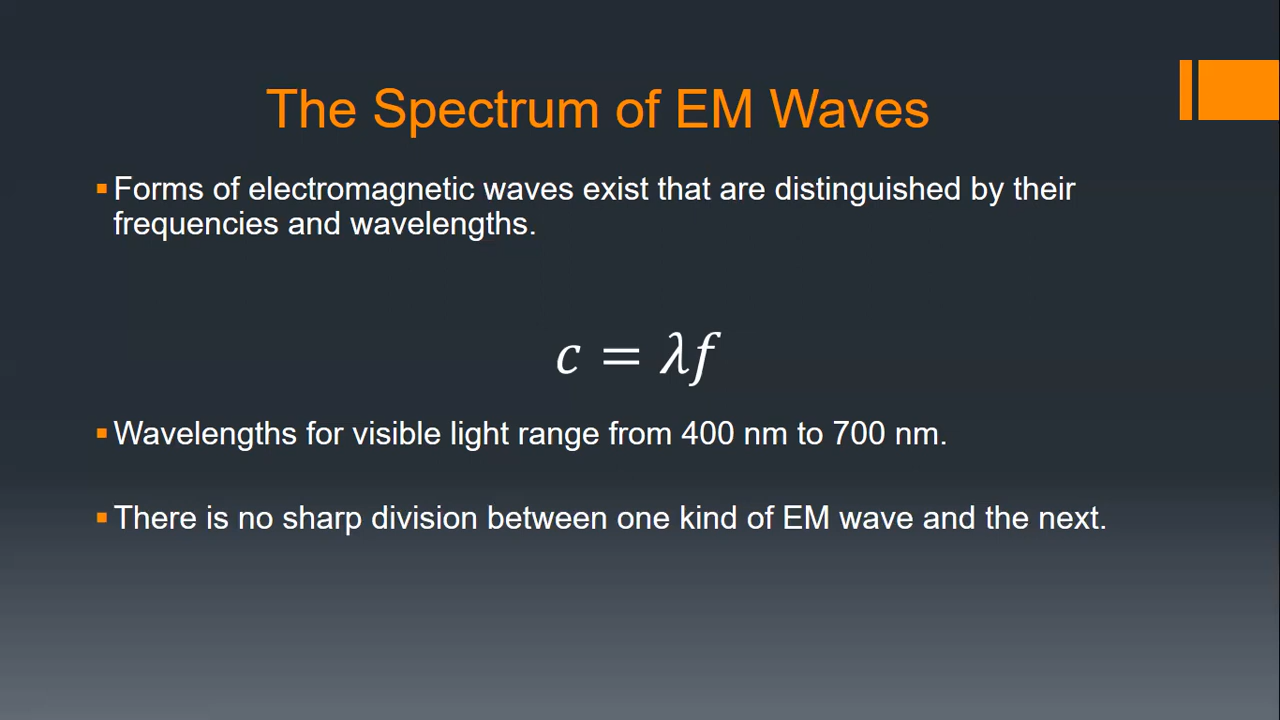 The Spectrum of EM Waves
▪Forms of electromagnetic waves exist that are distinguished by their
frequencies and wavelengths.
c = λf
▪Wavelengths for visible light range from 400 nm to 700 nm.
▪There is no sharp division between one kind of EM wave and the next.